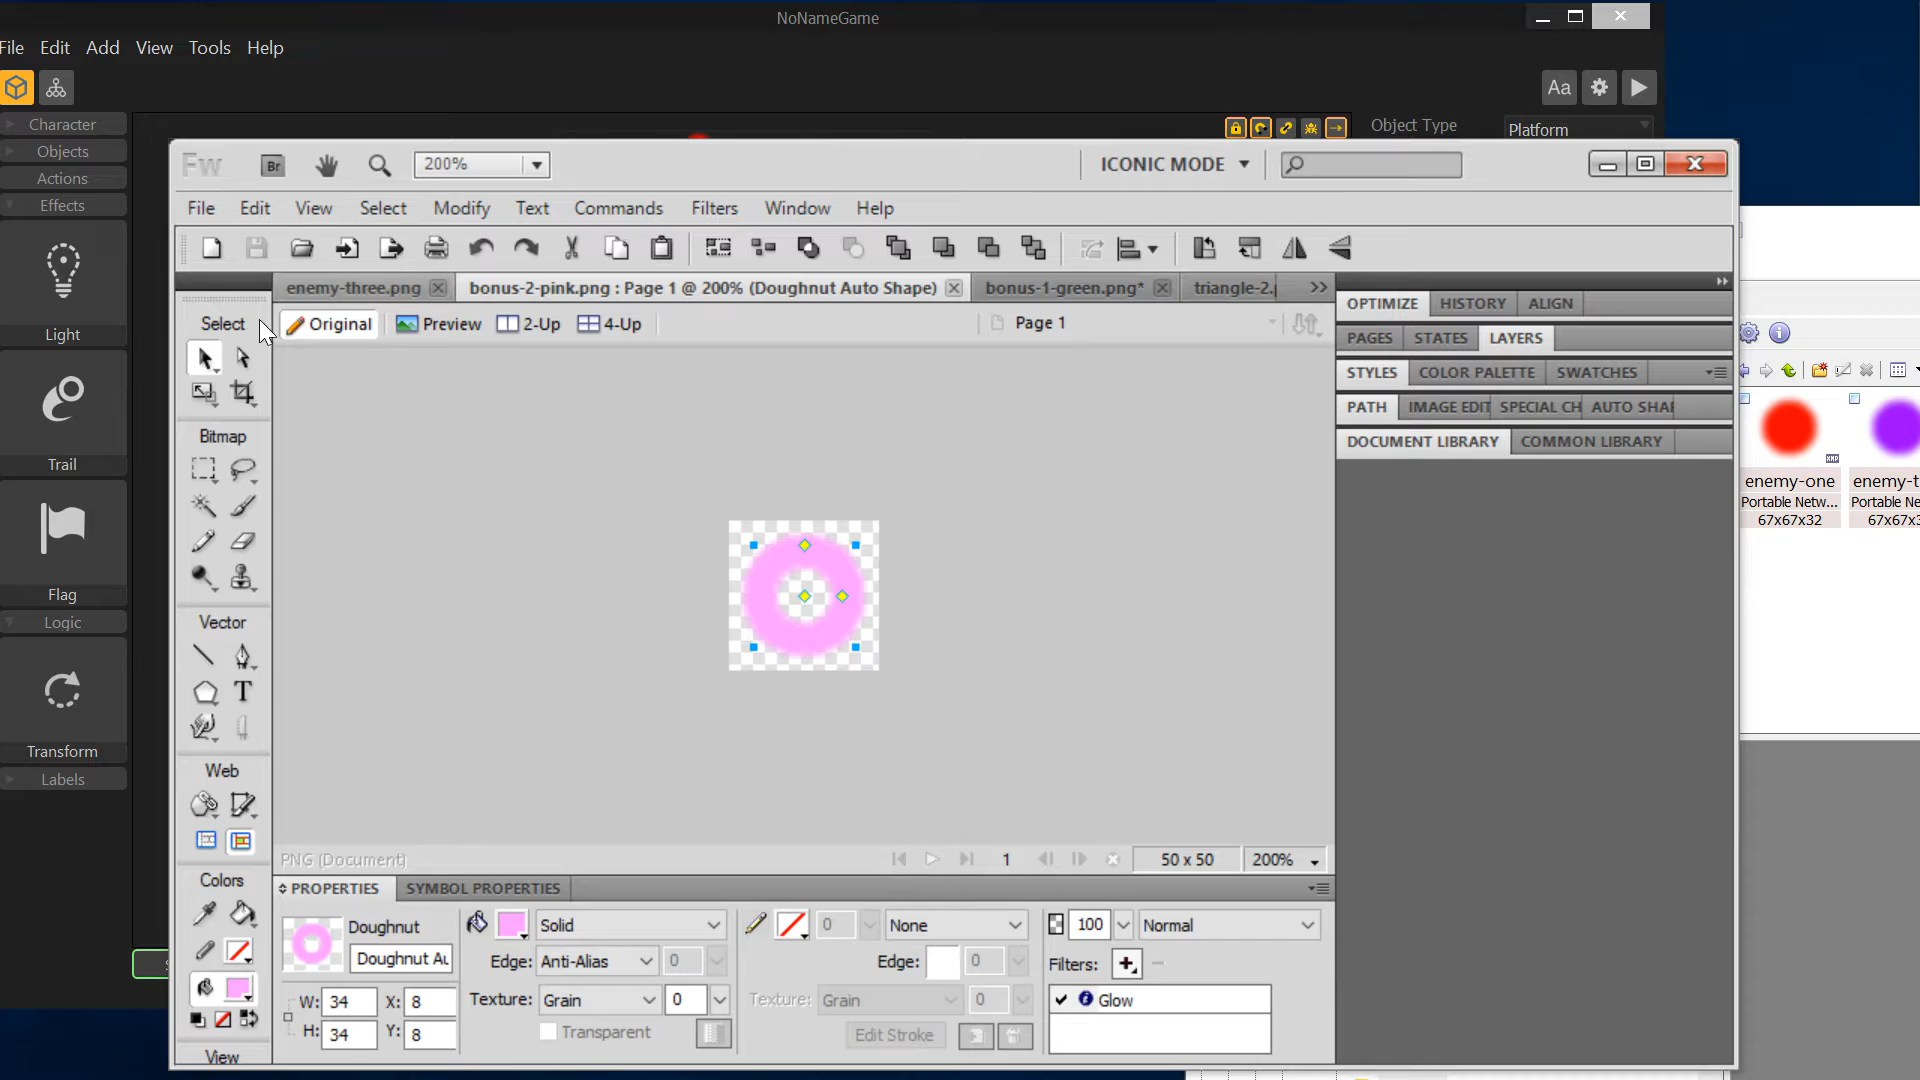 NoNameGame
File Edit Add View Tools Help
Aa
Character
Objects
Actions
Effects
Light
Trail
Flag
Logic
Transform
Labels
Object Type Platform
Fw Br 200% ICONIC MODE
File Edit View Select Modify Text Commands Filters Window Help
enemy-three.png bonus-2-pink.png : Page 1 @ 200% (Doughnut Auto Shape) bonus-1-green.png* triangle-2.
Select
Original Preview 2-Up 4-Up Page 1
Bitmap
Vector
T
Web
Colors
View
OPTIMIZE HISTORY ALIGN
PAGES STATES LAYERS
STYLES COLOR PALETTE SWATCHES
PATH IMAGE EDIT SPECIAL CH AUTO SHA
DOCUMENT LIBRARY COMMON LIBRARY
PNG (Document) 1 50 x 50 200%
PROPERTIES SYMBOL PROPERTIES
Doughnut Solid 0 None 100 Normal
Doughnut Au Edge: Anti-Alias 0 Edge: 0 Filters:
W: 34 X: 8 Texture: Grain 0 Texture: Grain 0 Glow
H: 34 Y: 8 Transparent Edit Stroke
XMP
enemy-one enemy-t
Portable Netw... Portable Ne
67x67x32 67x67x3